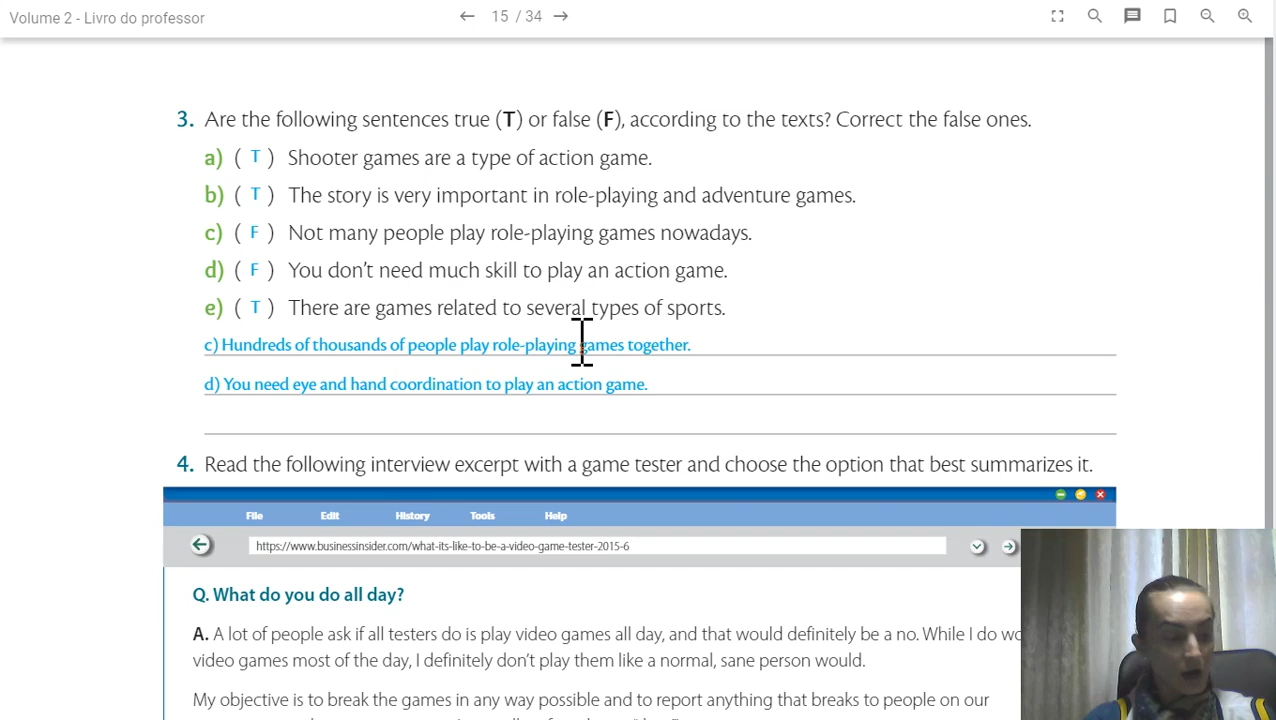 Volume 2 - Livro do professor
15 / 34
3. Are the following sentences true (T) or false (F), according to the texts? Correct the false ones.
a) ( T ) Shooter games are a type of action game.
b) ( T ) The story is very important in role-playing and adventure games.
c) ( F ) Not many people play role-playing games nowadays.
d) ( F ) You don't need much skill to play an action game.
e) ( T ) There are games related to several types of sports.
c) Hundreds of thousands of people play role-playing games together.
d) You need eye and hand coordination to play an action game.
4. Read the following interview excerpt with a game tester and choose the option that best summarizes it.
File Edit History Tools Help
https://www.businessinsider.com/what-its-like-to-be-a-video-game-tester-2015-6
Q. What do you do all day?
A. A lot of people ask if all testers do is play video games all day, and that would definitely be a no. While I do wo
video games most of the day, I definitely don't play them like a normal, sane person would.
My objective is to break the games in any way possible and to report anything that breaks to people on our